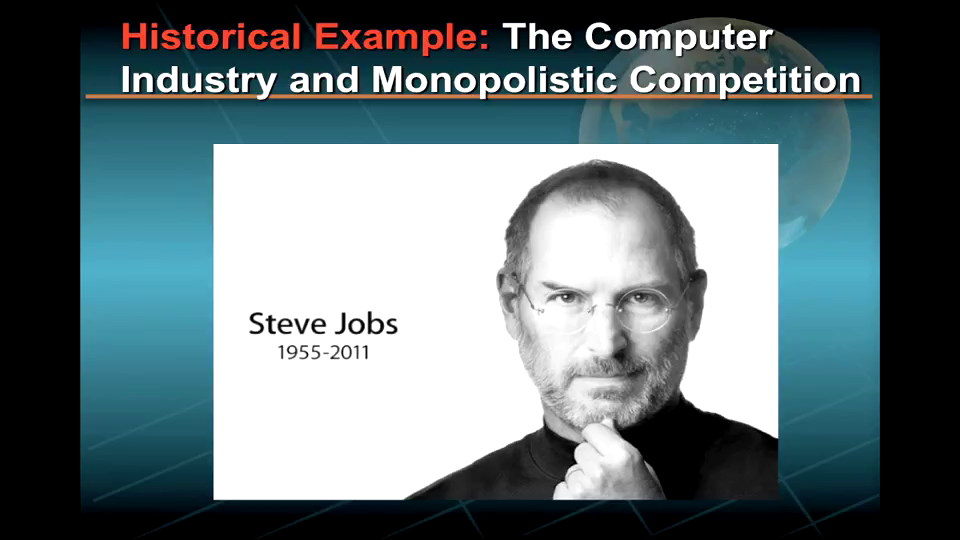 Historical Example: The Computer
Industry and Monopolistic Competition
Steve Jobs
1955-2011